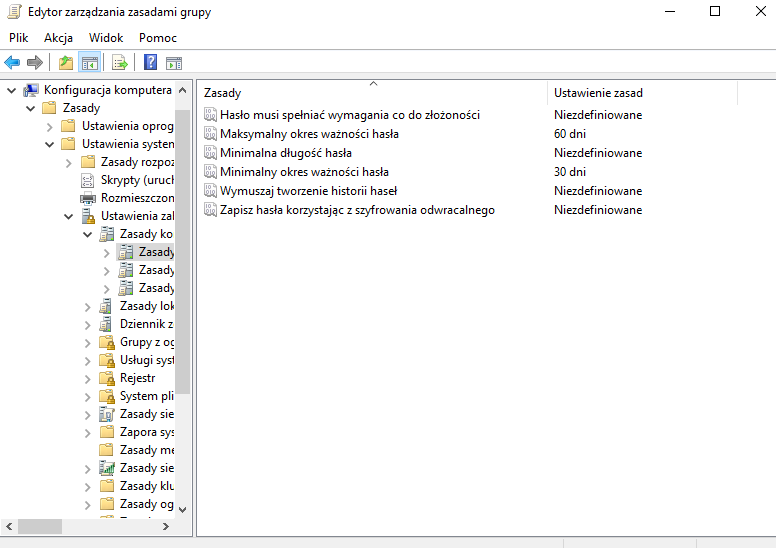 Edytor zarządzania zasadami grupy
Plik Akcja Widok Pomoc
Konfiguracja komputera
Zasady
Ustawienia oprog
Ustawienia system
Zasady rozpoz
Skrypty (uruch
Rozmieszczon
Ustawienia zab
Zasady ko
Zasady
Zasady
Zasady
Zasady lok
Dziennik z
Grupy z og
Usługi syst
Rejestr
System pli
Zasady sie
Zapora sys
Zasady me
Zasady sie
Zasady klu
Zasady og
Zasady Ustawienie zasad
Hasło musi spełniać wymagania co do złożoności Niezdefiniowane
Maksymalny okres ważności hasła 60 dni
Minimalna długość hasła Niezdefiniowane
Minimalny okres ważności hasła 30 dni
Wymuszaj tworzenie historii haseł Niezdefiniowane
Zapisz hasła korzystając z szyfrowania odwracalnego Niezdefiniowane